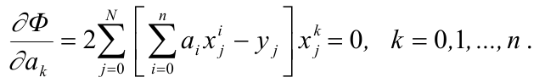 ∂Φ/∂a_k = 2∑_{j=0}^{N} [∑_{i=0}^{n} a_i x_j^i − y_j] x_j^k = 0, k = 0,1,...,n .